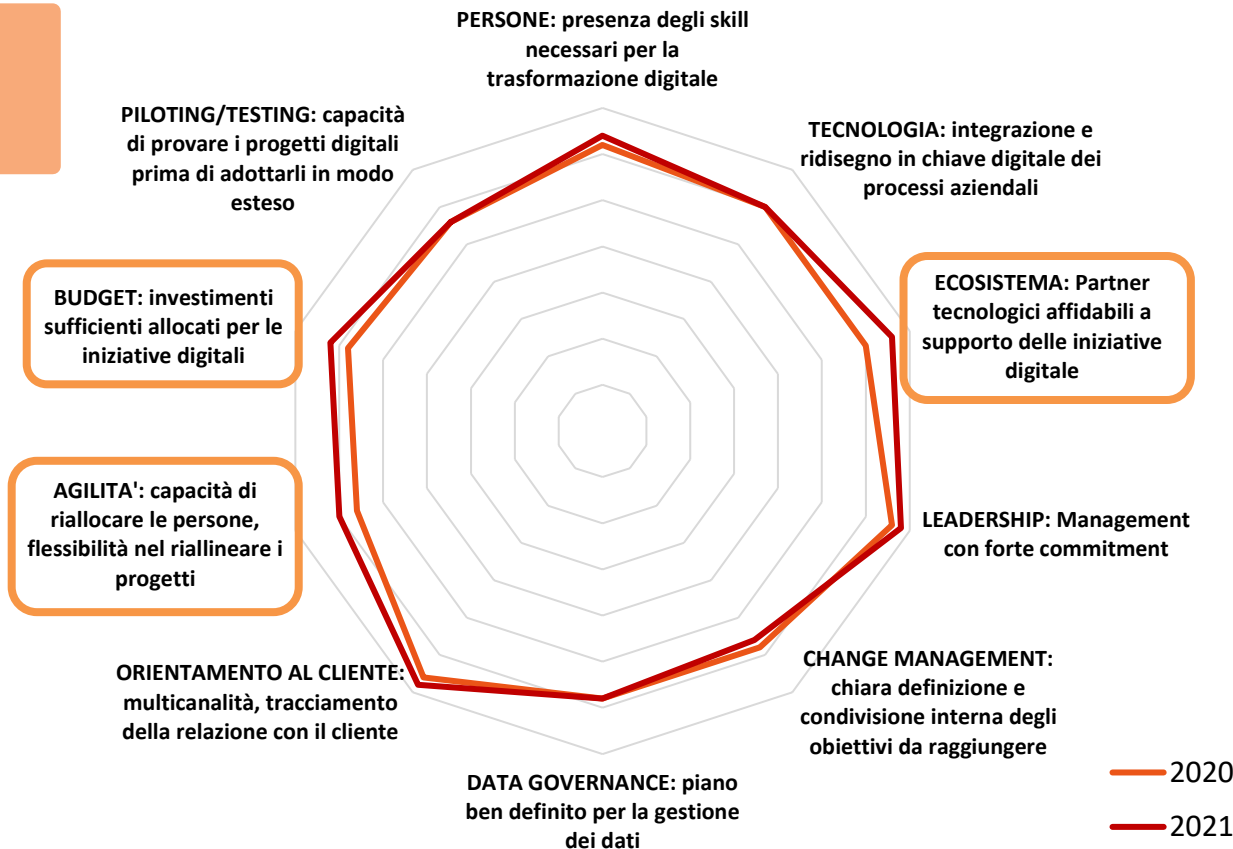 PERSONE: presenza degli skill
necessari per la
trasformazione digitale
TECNOLOGIA: integrazione e
ridisegno in chiave digitale dei
processi aziendali
ECOSISTEMA: Partner
tecnologici affidabili a
supporto delle iniziative
digitale
LEADERSHIP: Management
con forte commitment
CHANGE MANAGEMENT:
chiara definizione e
condivisione interna degli
obiettivi da raggiungere
DATA GOVERNANCE: piano
ben definito per la gestione
dei dati
ORIENTAMENTO AL CLIENTE:
multicanalità, tracciamento
della relazione con il cliente
AGILITA': capacità di
riallocare le persone,
flessibilità nel riallineare i
progetti
BUDGET: investimenti
sufficienti allocati per le
iniziative digitali
PILOTING/TESTING: capacità
di provare i progetti digitali
prima di adottarli in modo
esteso
2020
2021